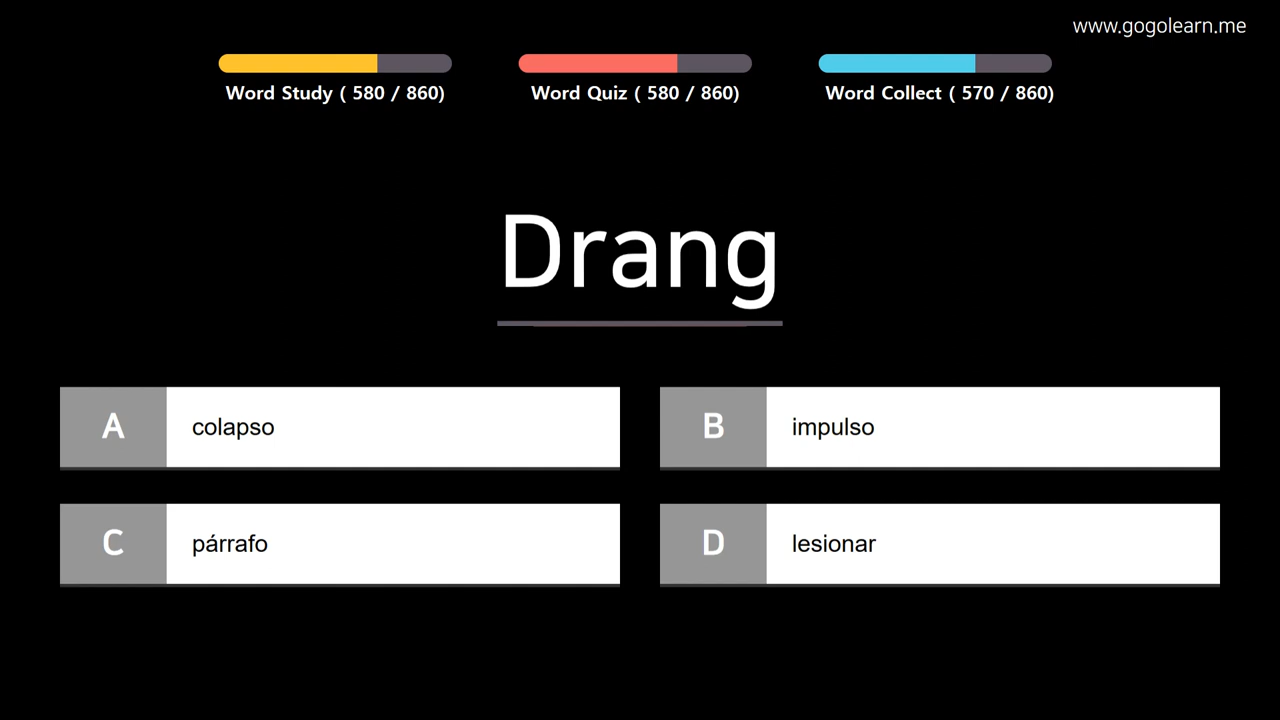 www.gogolearn.me
Word Study ( 580 / 860)
Word Quiz ( 580 / 860)
Word Collect ( 570 / 860)
Drang
A colapso
B impulso
C párrafo
D lesionar